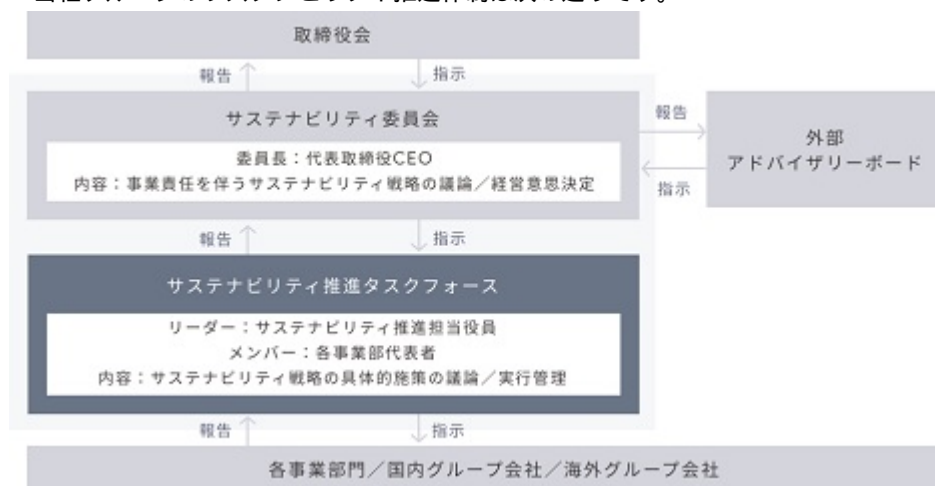 取締役会
報告 指示
サステナビリティ委員会
委員長：代表取締役CEO
内容：事業責任を伴うサステナビリティ戦略の議論／経営意思決定
報告
外部
アドバイザリーボード
指示
報告 指示
サステナビリティ推進タスクフォース
リーダー：サステナビリティ推進担当役員
メンバー：各事業部代表者
内容：サステナビリティ戦略の具体的施策の議論／実行管理
報告 指示
各事業部門／国内グループ会社／海外グループ会社